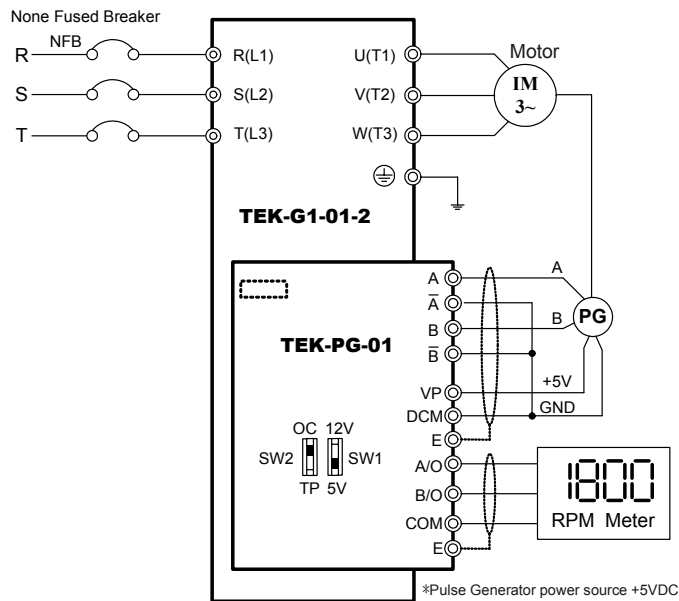 None Fused Breaker
R
NFB
R(L1)
U(T1)
Motor
S
S(L2)
V(T2)
IM
3~
T
T(L3)
W(T3)
TEK-G1-01-2
A
A
A̅
PG
TEK-PG-01
B
B
B̅
VP
+5V
DCM
GND
E
OC 12V
SW2
SW1
TP 5V
A/O
1800
B/O
RPM Meter
COM
E
*Pulse Generator power source +5VDC